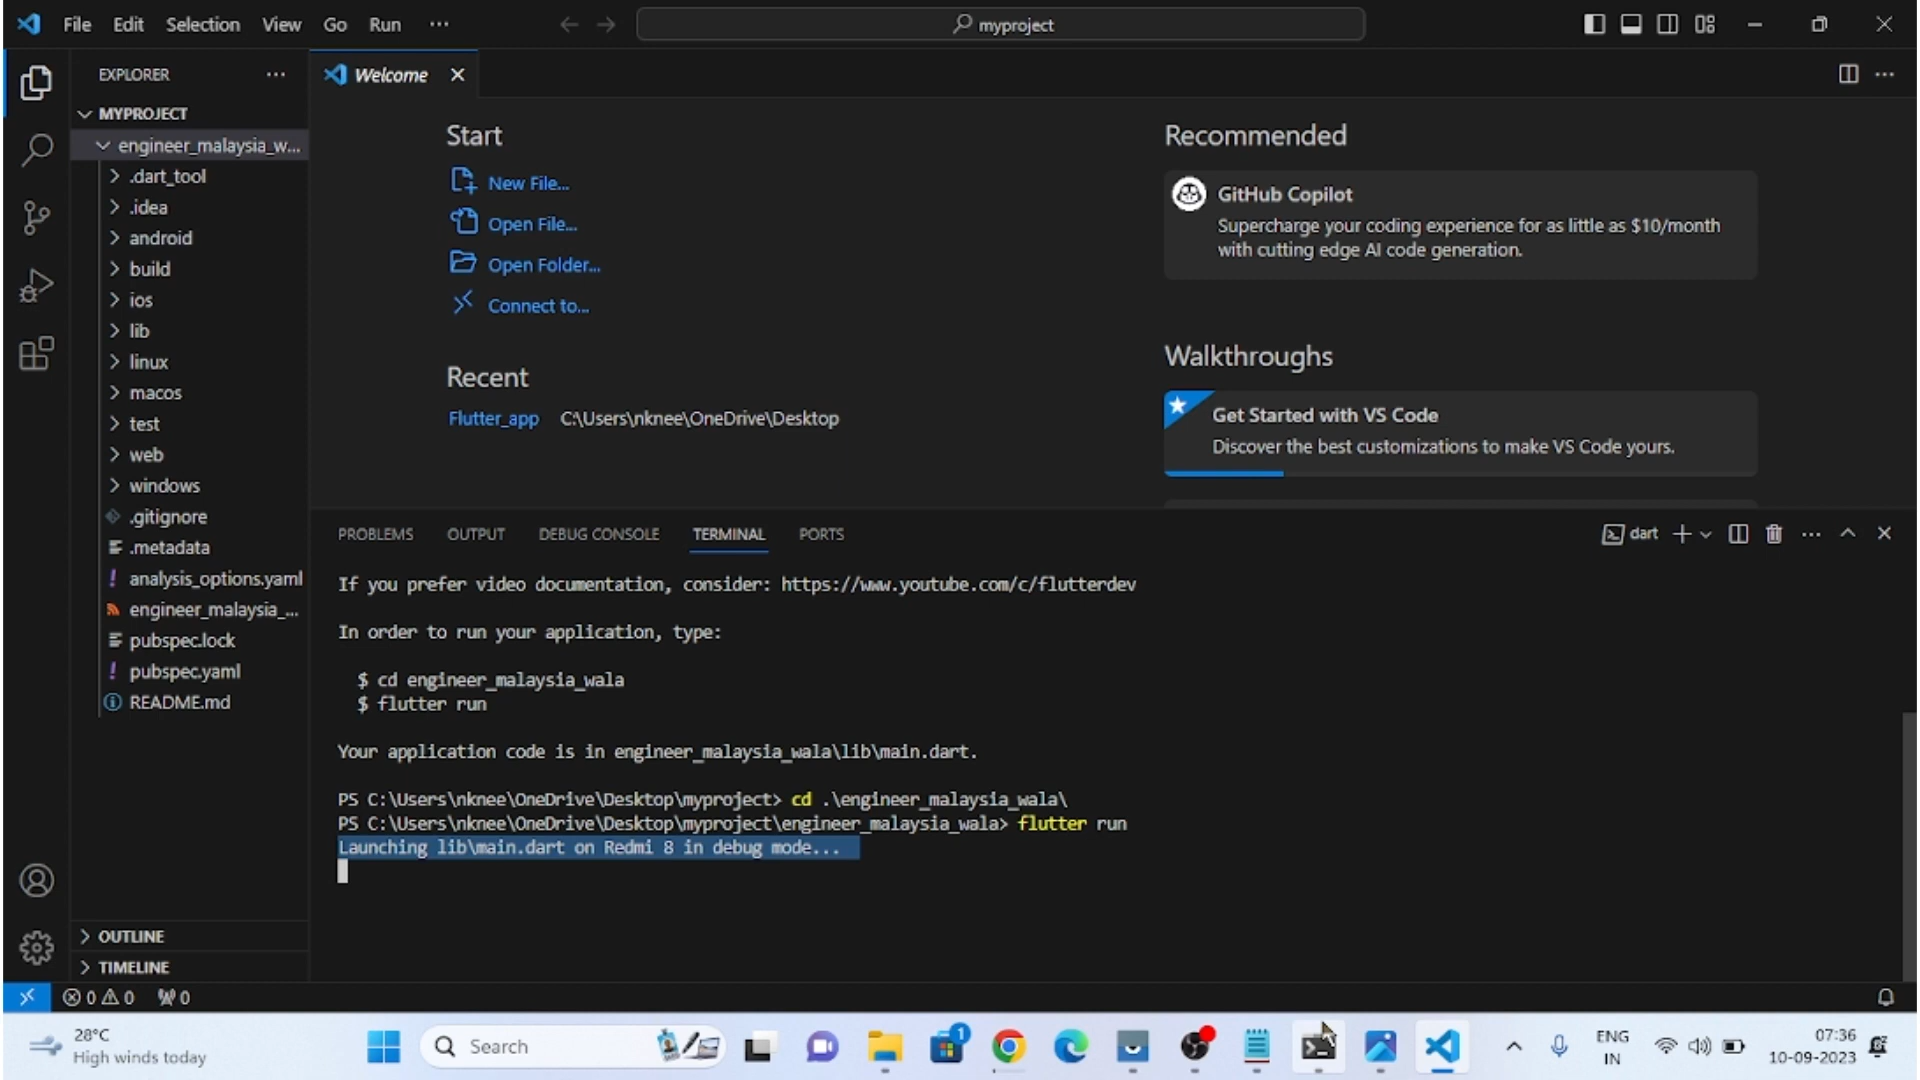 File Edit Selection View Go Run ···
myproject
EXPLORER ···
Welcome
MYPROJECT
engineer_malaysia_w...
.dart_tool
.idea
android
build
ios
lib
linux
macos
test
web
windows
.gitignore
.metadata
analysis_options.yaml
engineer_malaysia_...
pubspec.lock
pubspec.yaml
README.md
OUTLINE
TIMELINE
Start
New File...
Open File...
Open Folder...
Connect to...
Recent
Flutter_app C:\Users\nknee\OneDrive\Desktop
Recommended
GitHub Copilot
Supercharge your coding experience for as little as $10/month
with cutting edge AI code generation.
Walkthroughs
Get Started with VS Code
Discover the best customizations to make VS Code yours.
PROBLEMS OUTPUT DEBUG CONSOLE TERMINAL PORTS
dart
If you prefer video documentation, consider: https://www.youtube.com/c/flutterdev
In order to run your application, type:
$ cd engineer_malaysia_wala
$ flutter run
Your application code is in engineer_malaysia_wala\lib\main.dart.
PS C:\Users\nknee\OneDrive\Desktop\myproject> cd .\engineer_malaysia_wala\
PS C:\Users\nknee\OneDrive\Desktop\myproject\engineer_malaysia_wala> flutter run
Launching lib\main.dart on Redmi 8 in debug mode...
0 0 0
28°C
High winds today
Search
1
ENG
IN
07:36
10-09-2023